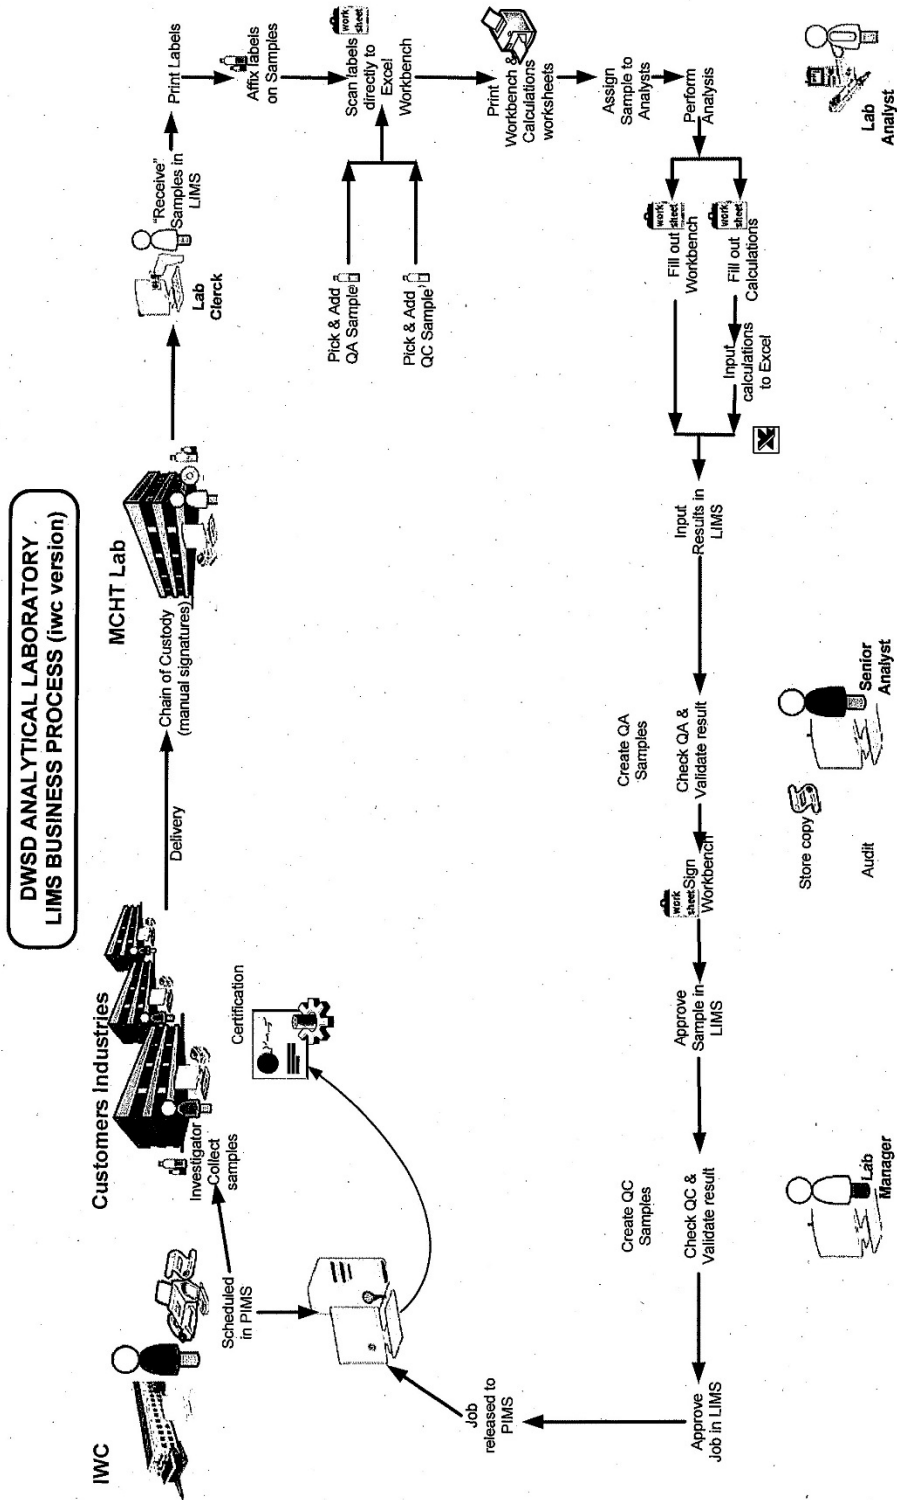 DWSD ANALYTICAL LABORATORY
LIMS BUSINESS PROCESS (iwc version)
IWC
Customers Industries
MCHT Lab
Scheduled
in PIMS
Investigator
Collect
samples
Delivery
Chain of Custody
(manual signatures)
Lab
Clerck
"Receive"
Samples in
LIMS
Print Labels
Affix labels
on Samples
work
sheet
Scan labels
directly to
Excel
Workbench
Pick & Add
QA Sample
Pick & Add
QC Sample
Print
Workbench &
Calculations
worksheets
Assign
Sample to
Analysts
Perform
Analysis
Lab
Analyst
work
sheet
Fill out
Workbench
work
sheet
Fill out
Calculations
Input
calculations
to Excel
Input
Results in
LIMS
Create QA
Samples
Check QA &
Validate result
Senior
Analyst
Store copy
Audit
work
sheet
Sign
Workbench
Approve
Sample in
LIMS
Create QC
Samples
Check QC &
Validate result
Lab
Manager
Approve
Job in LIMS
Job
released to
PIMS
Certification